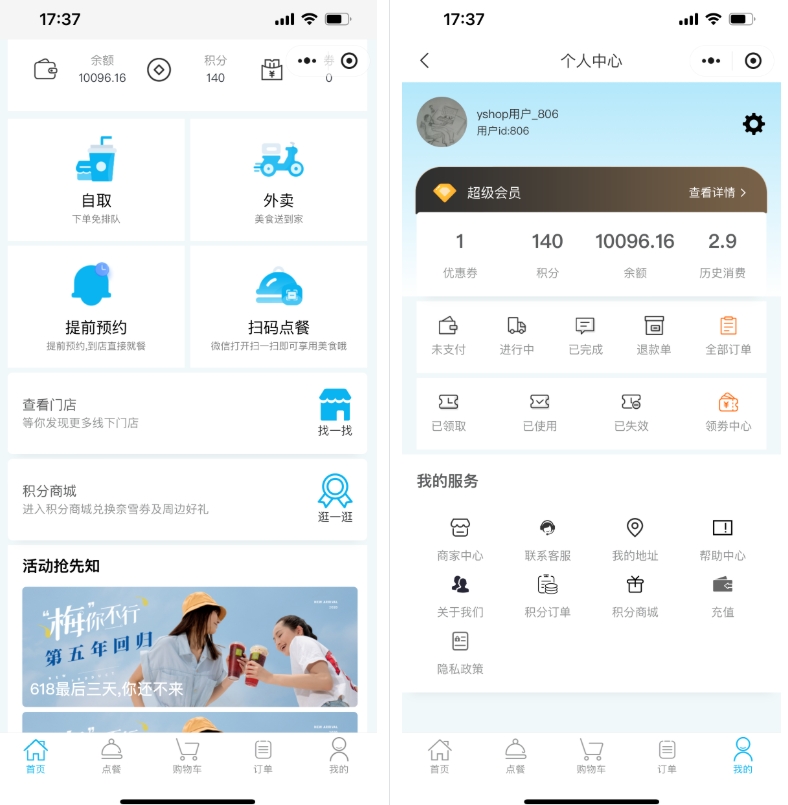 17:37
余额
10096.16
积分
140
券
0
自取
下单免排队
外卖
美食送到家
提前预约
提前预约,到店直接就餐
扫码点餐
微信打开扫一扫即可享用美食哦
查看门店
等你发现更多线下门店
找一找
积分商城
进入积分商城兑换奈雪券及周边好礼
逛一逛
活动抢先知
“梅”你不行
第五年回归
618最后三天,你还不来
首页
点餐
购物车
订单
我的
17:37
个人中心
yshop用户_806
用户id:806
超级会员
查看详情
1
140
10096.16
2.9
优惠券
积分
余额
历史消费
未支付
进行中
已完成
退款单
全部订单
已领取
已使用
已失效
领劵中心
我的服务
商家中心
联系客服
我的地址
帮助中心
关于我们
积分订单
积分商城
充值
隐私政策
首页
点餐
购物车
订单
我的